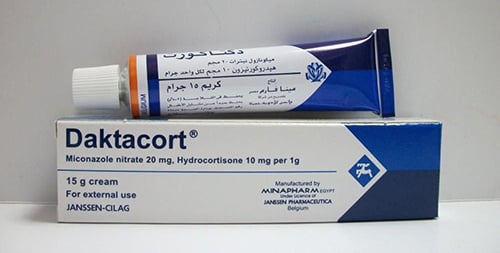 دكتاكورت
ميكونازول نيترات ٢٠ مجم
هيدروكورتيزون ١٠ مجم لكل واحد جرام
كريم ١٥ جرام
إنتاج
مينا فارم مصر
Daktacort®
Miconazole nitrate 20 mg, Hydrocortisone 10 mg per 1g
15 g cream
For external use
JANSSEN-CILAG
Manufactured by
MINAPHARM EGYPT
Under Licence of
JANSSEN PHARMACEUTICA
Belgium